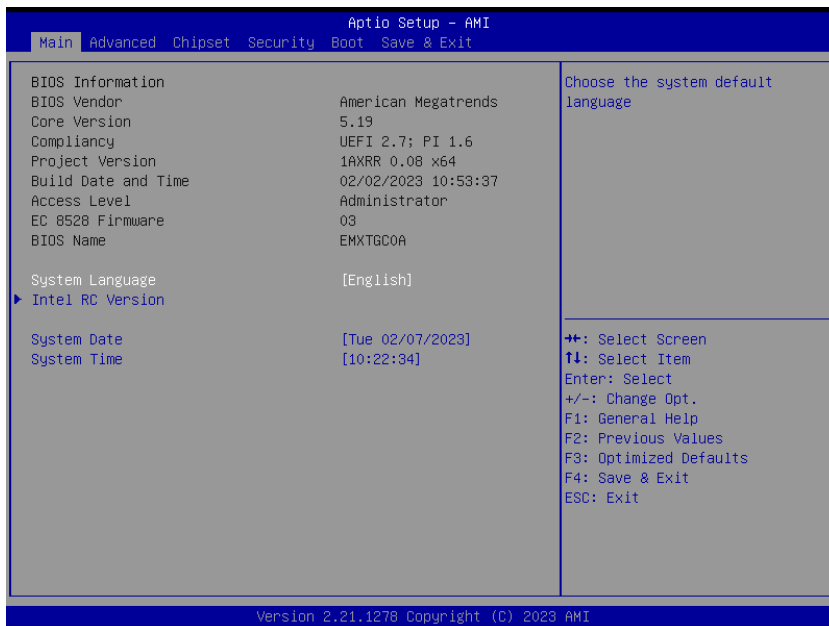 Aptio Setup - AMI
Main Advanced Chipset Security Boot Save & Exit
BIOS Information
BIOS Vendor American Megatrends
Core Version 5.19
Compliancy UEFI 2.7; PI 1.6
Project Version 1AXRR 0.08 x64
Build Date and Time 02/02/2023 10:53:37
Access Level Administrator
EC 8528 Firmware 03
BIOS Name EMXTGC0A
System Language [English]
Intel RC Version
System Date [Tue 02/07/2023]
System Time [10:22:34]
Choose the system default
language
→←: Select Screen
↑↓: Select Item
Enter: Select
+/-: Change Opt.
F1: General Help
F2: Previous Values
F3: Optimized Defaults
F4: Save & Exit
ESC: Exit
Version 2.21.1278 Copyright (C) 2023 AMI